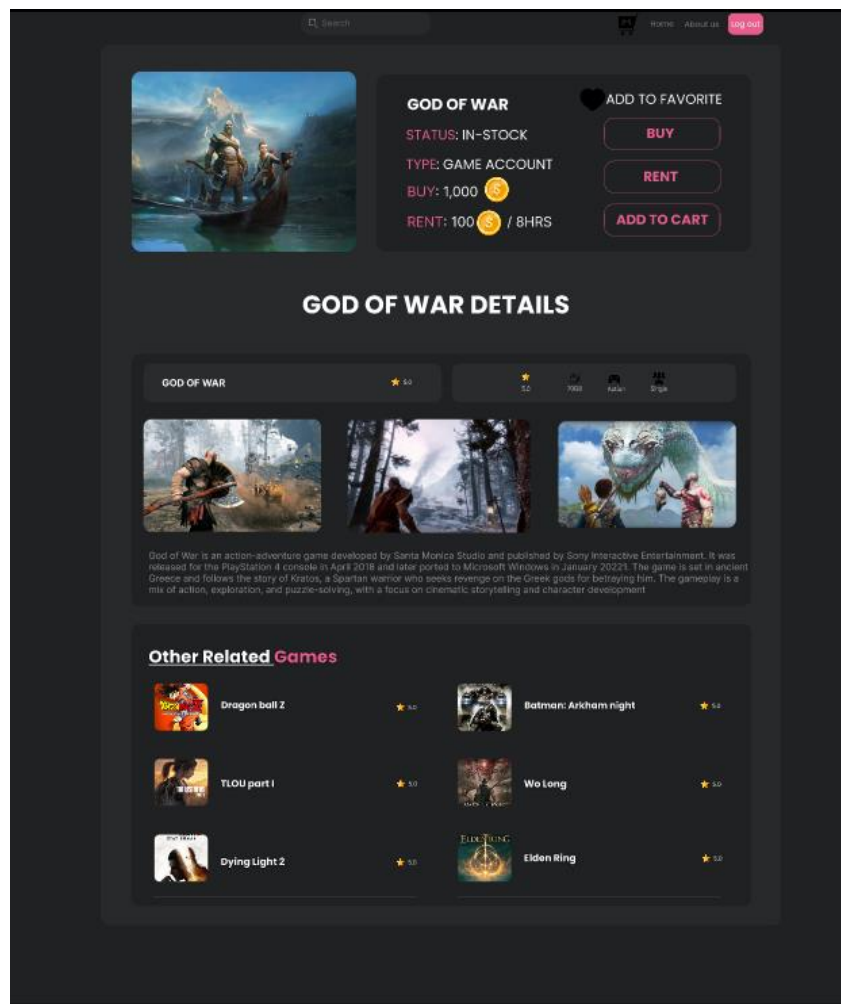 Search
Home About us Log out
GOD OF WAR
ADD TO FAVORITE
STATUS: IN-STOCK
BUY
TYPE: GAME ACCOUNT
RENT
BUY: 1,000
RENT: 100 / 8HRS
ADD TO CART
GOD OF WAR DETAILS
GOD OF WAR
5.0
5.0
Action
Single
God of War is an action-adventure game developed by Santa Monica Studio and published by Sony Interactive Entertainment. It was
released for the PlayStation 4 console in April 2018 and later ported to Microsoft Windows in January 20221. The game is set in ancient
Greece and follows the story of Kratos, a Spartan warrior who seeks revenge on the Greek gods for betraying him. The gameplay is a
mix of action, exploration, and puzzle-solving, with a focus on cinematic storytelling and character development
Other Related Games
Dragon ball Z
5.0
Batman: Arkham night
5.0
TLOU part I
5.0
Wo Long
5.0
Dying Light 2
5.0
ELDEN RING
Elden Ring
5.0